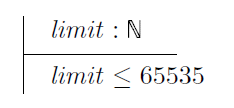 limit : ℕ
limit ≤ 65535